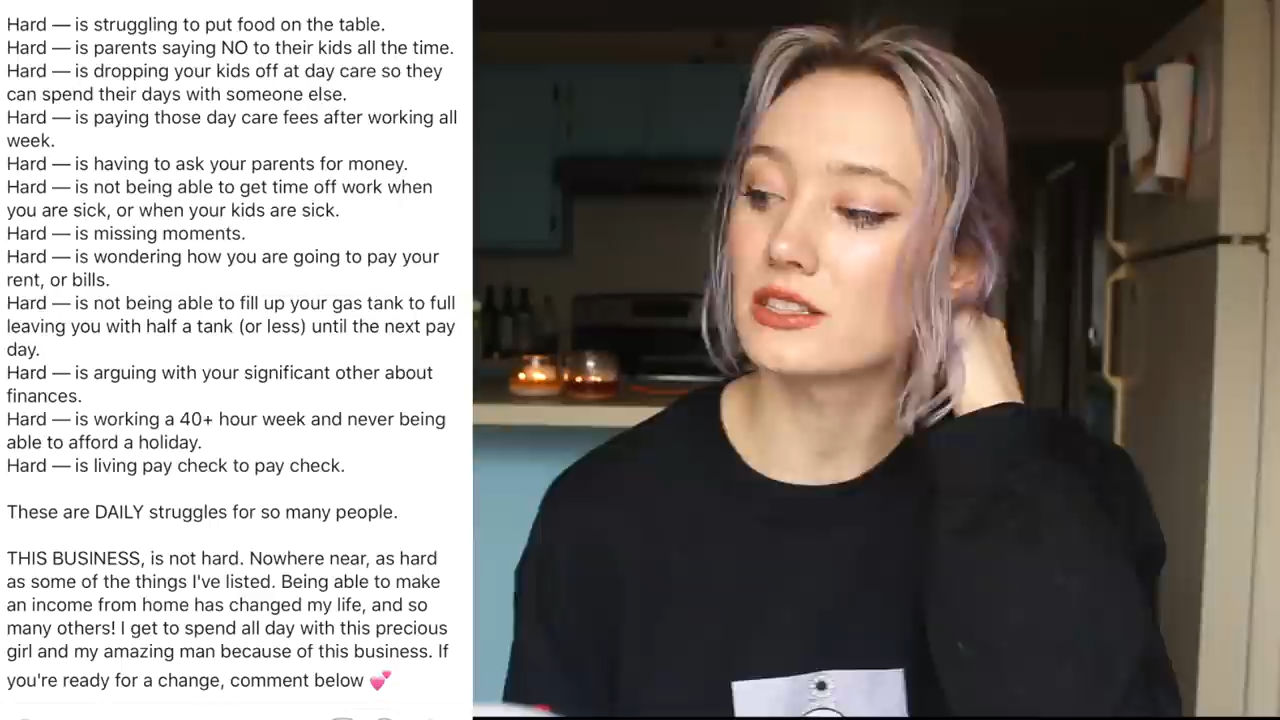 Hard — is struggling to put food on the table.
Hard — is parents saying NO to their kids all the time.
Hard — is dropping your kids off at day care so they
can spend their days with someone else.
Hard — is paying those day care fees after working all
week.
Hard — is having to ask your parents for money.
Hard — is not being able to get time off work when
you are sick, or when your kids are sick.
Hard — is missing moments.
Hard — is wondering how you are going to pay your
rent, or bills.
Hard — is not being able to fill up your gas tank to full
leaving you with half a tank (or less) until the next pay
day.
Hard — is arguing with your significant other about
finances.
Hard — is working a 40+ hour week and never being
able to afford a holiday.
Hard — is living pay check to pay check.
These are DAILY struggles for so many people.
THIS BUSINESS, is not hard. Nowhere near, as hard
as some of the things I've listed. Being able to make
an income from home has changed my life, and so
many others! I get to spend all day with this precious
girl and my amazing man because of this business. If
you're ready for a change, comment below 💕